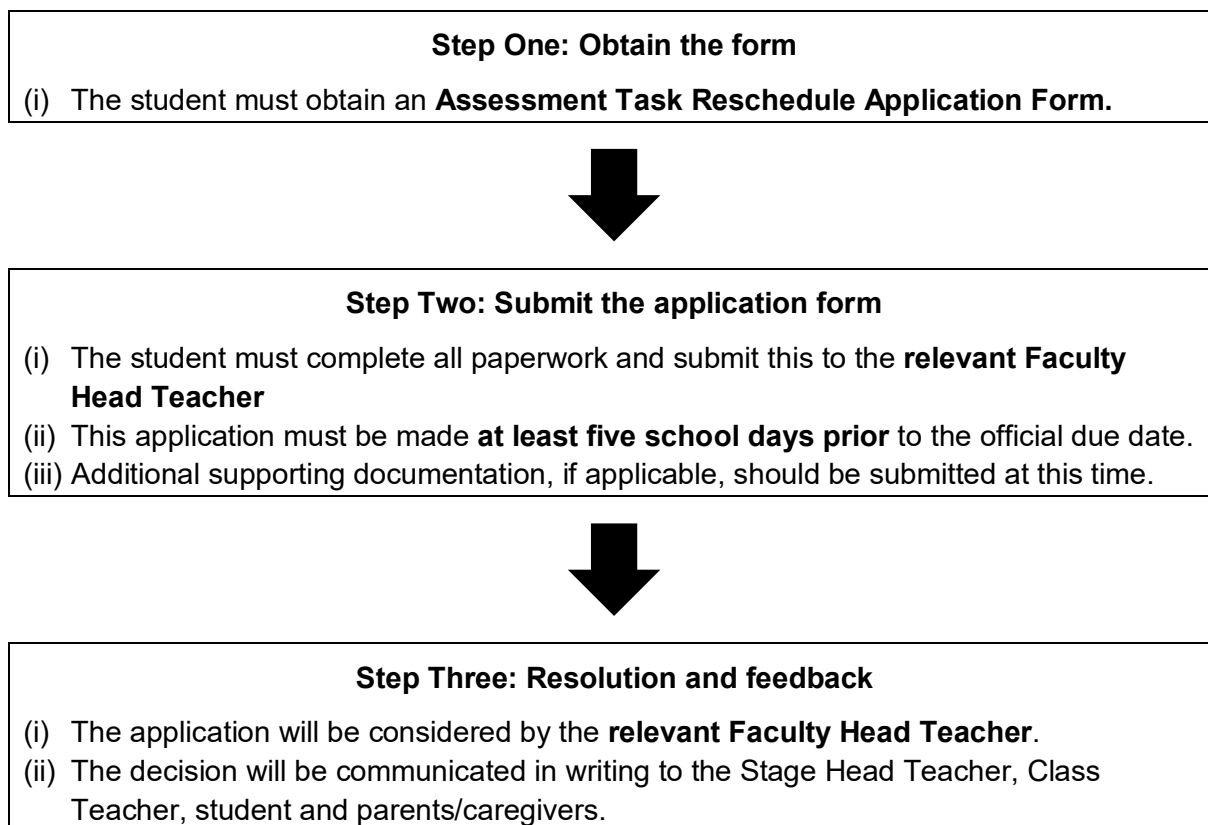 Step One: Obtain the form
(i) The student must obtain an Assessment Task Reschedule Application Form.
Step Two: Submit the application form
(i) The student must complete all paperwork and submit this to the relevant Faculty
Head Teacher
(ii) This application must be made at least five school days prior to the official due date.
(iii) Additional supporting documentation, if applicable, should be submitted at this time.
Step Three: Resolution and feedback
(i) The application will be considered by the relevant Faculty Head Teacher.
(ii) The decision will be communicated in writing to the Stage Head Teacher, Class
Teacher, student and parents/caregivers.